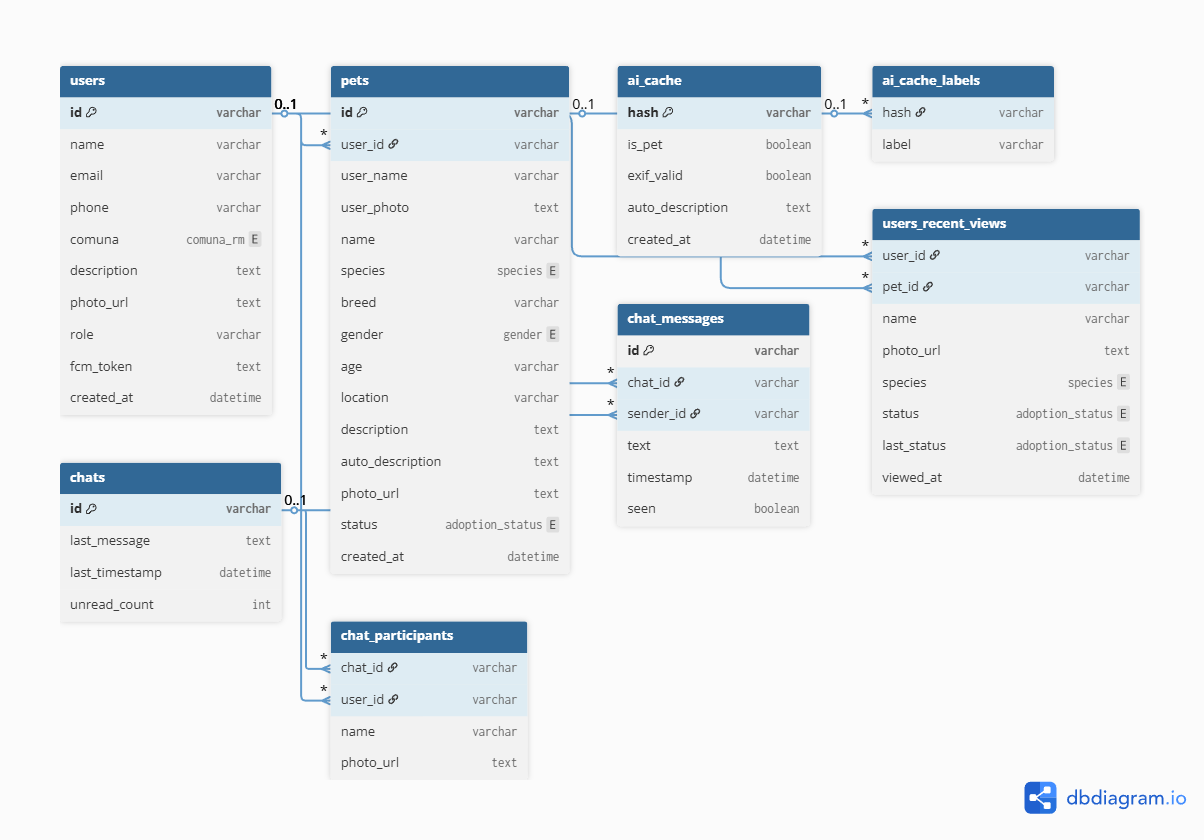 users
id varchar
name varchar
email varchar
phone varchar
comuna comuna_rm E
description text
photo_url text
role varchar
fcm_token text
created_at datetime
0..1
*
pets
id varchar
user_id varchar
user_name varchar
user_photo text
name varchar
species species E
breed varchar
gender gender E
age varchar
location varchar
description text
auto_description text
photo_url text
status adoption_status E
created_at datetime
0..1
ai_cache
hash varchar
is_pet boolean
exif_valid boolean
auto_description text
created_at datetime
0..1 *
ai_cache_labels
hash varchar
label varchar
*
*
users_recent_views
user_id varchar
pet_id varchar
name varchar
photo_url text
species species E
status adoption_status E
last_status adoption_status E
viewed_at datetime
*
*
chat_messages
id varchar
chat_id varchar
sender_id varchar
text text
timestamp datetime
seen boolean
chats
id varchar
last_message text
last_timestamp datetime
unread_count int
0..1
*
*
chat_participants
chat_id varchar
user_id varchar
name varchar
photo_url text
dbdiagram.io